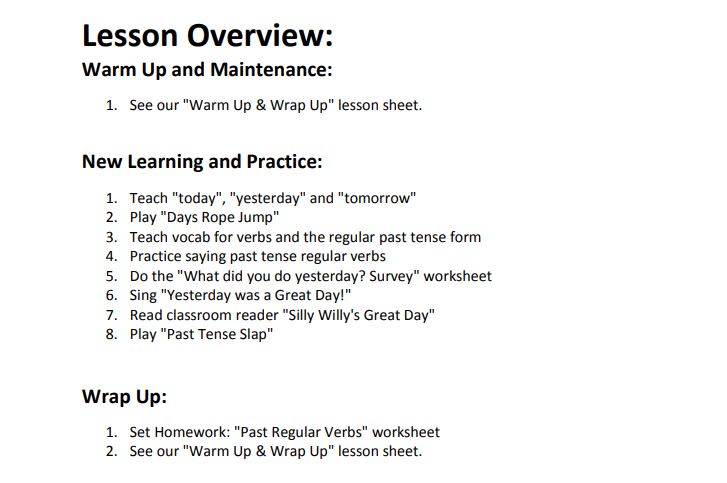 Lesson Overview:
Warm Up and Maintenance:
1. See our "Warm Up & Wrap Up" lesson sheet.
New Learning and Practice:
1. Teach "today", "yesterday" and "tomorrow"
2. Play "Days Rope Jump"
3. Teach vocab for verbs and the regular past tense form
4. Practice saying past tense regular verbs
5. Do the "What did you do yesterday? Survey" worksheet
6. Sing "Yesterday was a Great Day!"
7. Read classroom reader "Silly Willy's Great Day"
8. Play "Past Tense Slap"
Wrap Up:
1. Set Homework: "Past Regular Verbs" worksheet
2. See our "Warm Up & Wrap Up" lesson sheet.